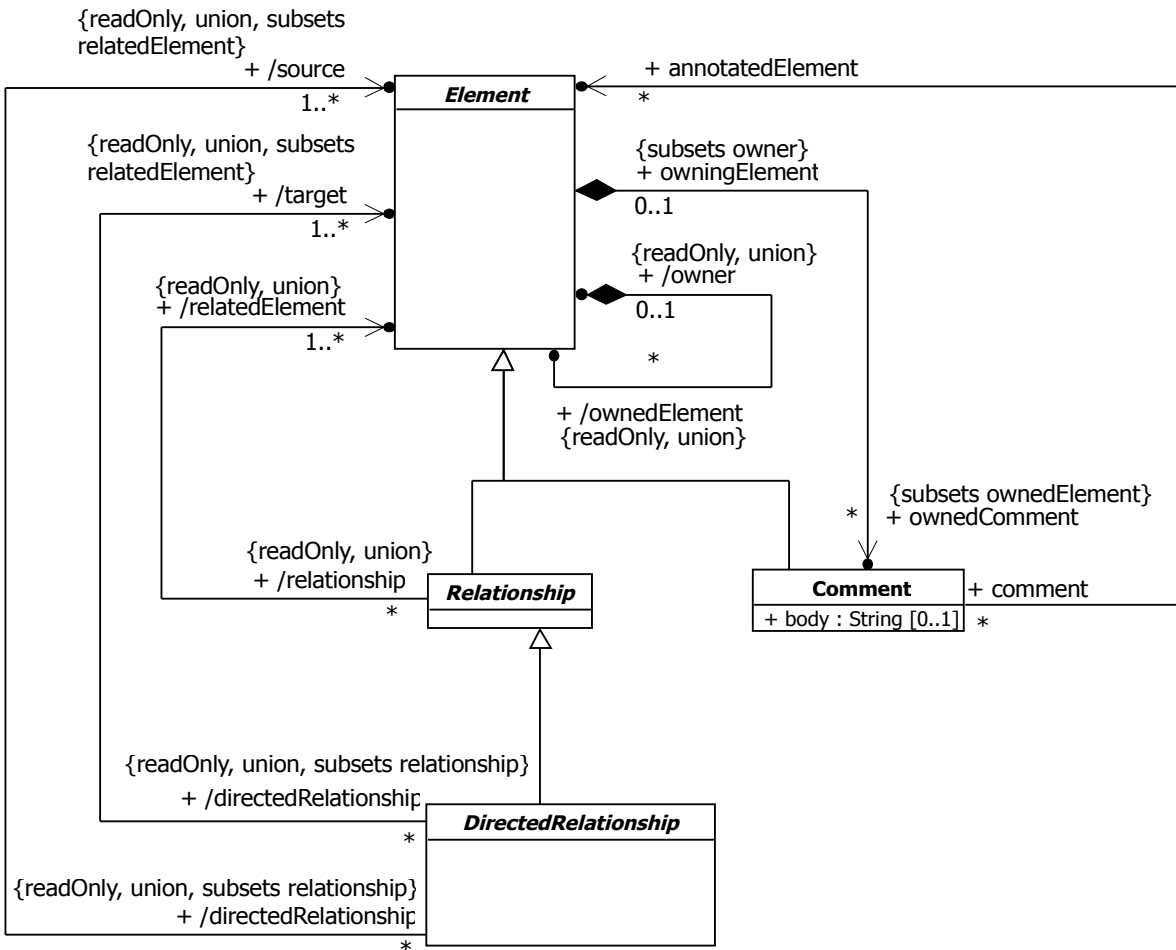 {readOnly, union, subsets
relatedElement}
+ /source
1..*
Element
+ annotatedElement
*
{readOnly, union, subsets
relatedElement}
+ /target
1..*
{subsets owner}
+ owningElement
0..1
{readOnly, union}
+ /owner
0..1
{readOnly, union}
+ /relatedElement
1..*
*
+ /ownedElement
{readOnly, union}
{subsets ownedElement}
+ ownedComment
*
{readOnly, union}
+ /relationship
*
Relationship
Comment
+ body : String [0..1]
+ comment
*
{readOnly, union, subsets relationship}
+ /directedRelationship
*
DirectedRelationship
{readOnly, union, subsets relationship}
+ /directedRelationship
*